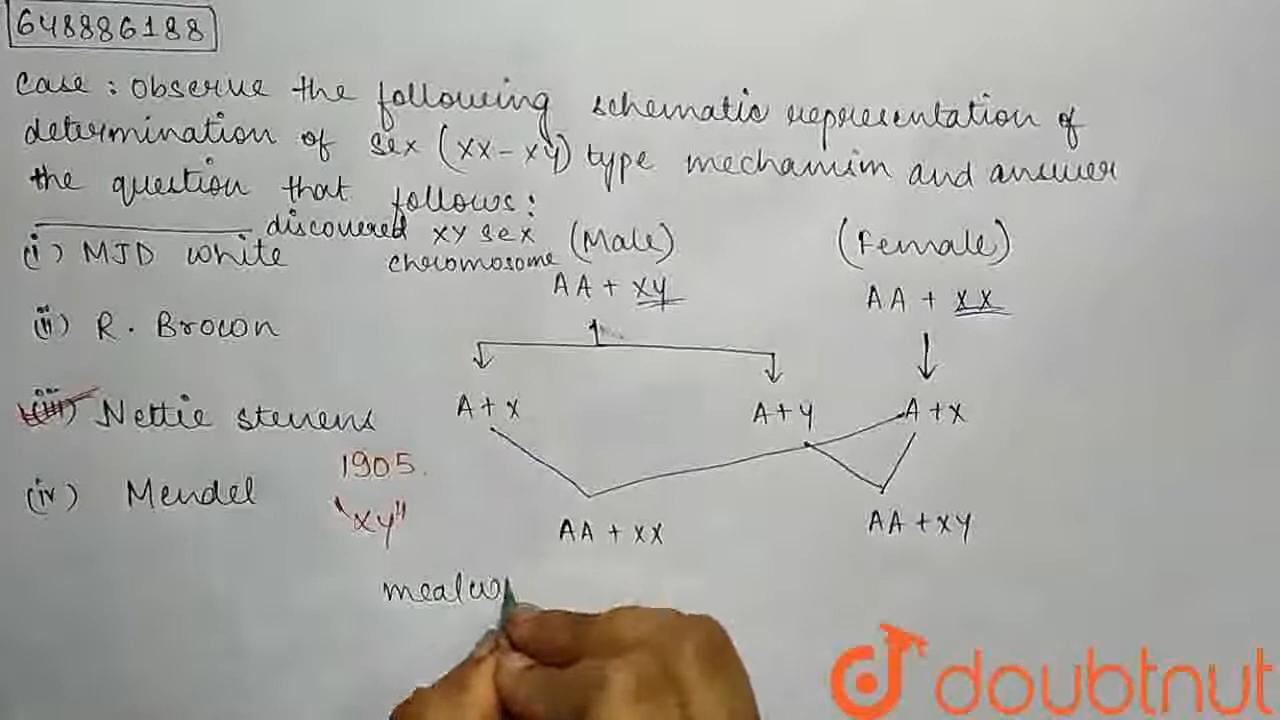 648886188
Case : Observe the following schematic representation of
determination of sex (XX - XY) type mechanism and answer
the question that follows :
__________ discovered XY sex
chromosome
(i) MJD White
(ii) R. Brown
(iii) Nettie Stevens
(iv) Mendel
1905.
"XY"
(Male)
(Female)
AA + XY
AA + XX
A + X
A + Y
A + X
AA + XX
AA + XY
mealwo
doubtnut